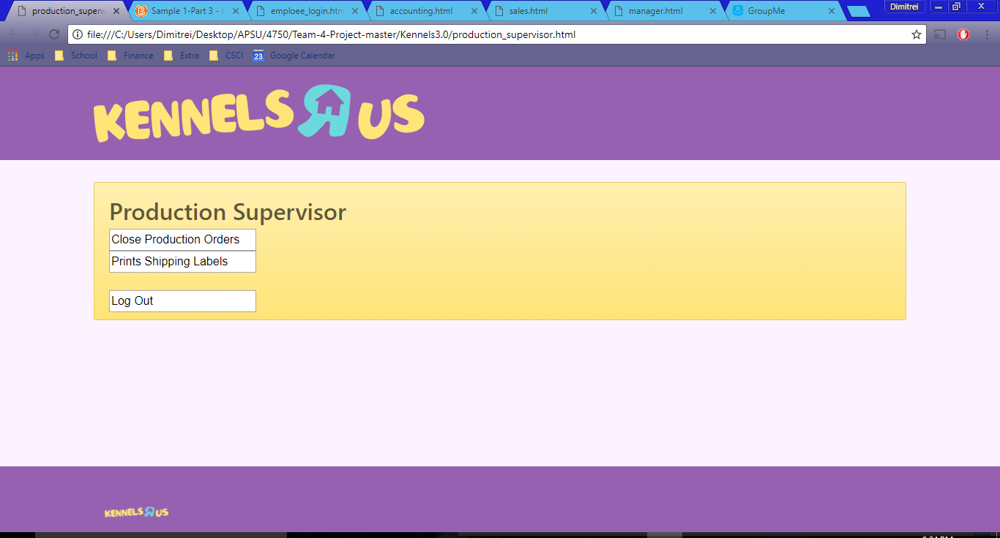 production_superv
Sample 1-Part 3 - C
emploee_login.htm
accounting.html
sales.html
manager.html
GroupMe
Dimitrei
file:///C:/Users/Dimitrei/Desktop/APSU/4750/Team-4-Project-master/Kennels3.0/production_supervisor.html
Apps
School
Finance
Extra
CSCI
23
Google Calendar
KENNELS R US
Production Supervisor
Close Production Orders
Prints Shipping Labels
Log Out
KENNELS R US